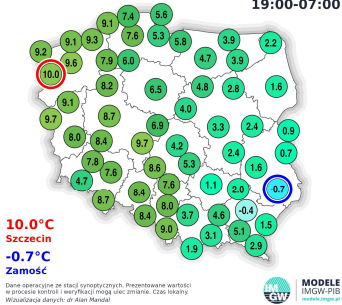 19:00-07:00
7.4 5.6
9.1
9.1 9.3 7.6 5.3 5.8 3.9 2.2
9.2
9.6 7.9 6.0 4.7 3.9
10.0
8.2 6.5 4.8 2.8 1.6
9.1
9.7 8.7 4.0
6.9 3.3 2.4 0.9
8.0 8.4 9.7 4.2 2.4 0.7
7.8 8.6 5.3 1.6
4.7 7.6 7.6 1.1 2.0 -0.7
8.7 8.4 8.0
8.4 3.7 4.6 -0.4
9.0 3.1 5.1 1.5
1.9 2.9
10.0°C
Szczecin
-0.7°C
Zamość
Dane operacyjne ze stacji synoptycznych. Prezentowane wartości
w procesie kontroli i weryfikacji mogą ulec zmianie. Czas lokalny.
Wizualizacja danych: dr Alan Mandal
IM
GW
MODELE
IMGW-PIB
modele.imgw.pl